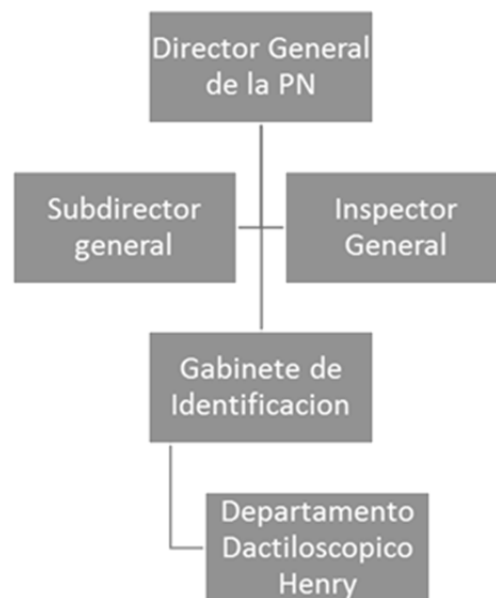 Director General
de la PN
Subdirector
general
Inspector
General
Gabinete de
Identificacion
Departamento
Dactiloscopico
Henry